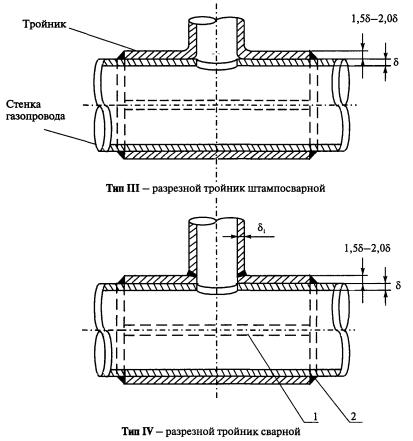 Тройник
1,5δ–2,0δ
δ
Стенка
газопровода
Тип III – разрезной тройник штампосварной
δ₁
1,5δ–2,0δ
δ
1
2
Тип IV – разрезной тройник сварной